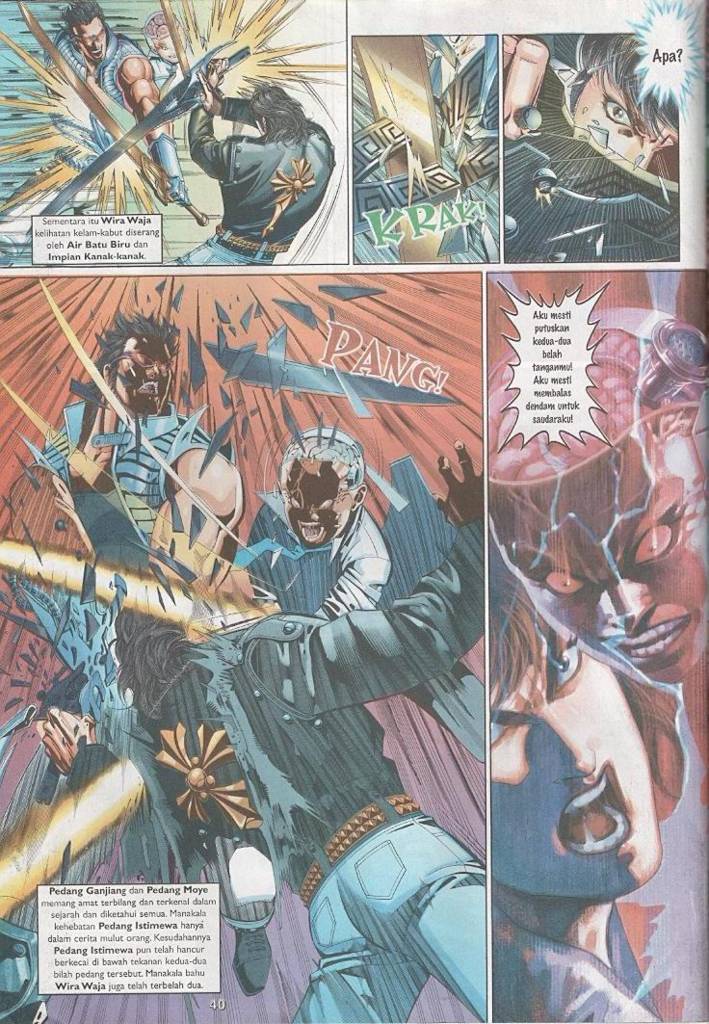 Sementara itu Wira Waja
kelihatan kelam-kabut diserang
oleh Air Batu Biru dan
Impian Kanak-kanak.
KRAK!
Apa?
PANG!
Aku mesti
putuskan
kedua-dua
belah
tanganmu!
Aku mesti
membalas
dendam untuk
saudaraku!
Pedang Ganjiang dan Pedang Moye
memang amat terbilang dan terkenal dalam
sejarah dan diketahui semua. Manakala
kehebatan Pedang Istimewa hanya
dalam cerita mulut orang. Kesudahannya
Pedang Istimewa pun telah hancur
berkecai di bawah tekanan kedua-dua
bilah pedang tersebut. Manakala bahu
Wira Waja juga telah terbelah dua.
40